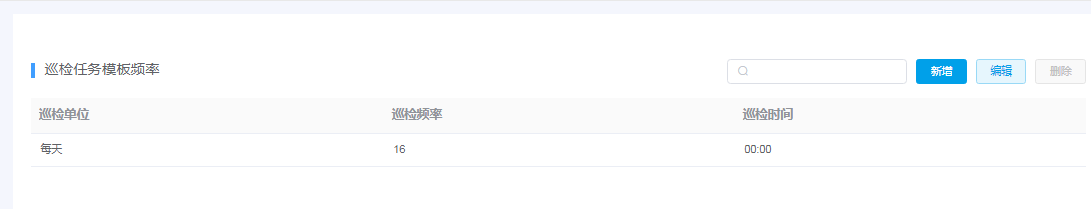 巡检任务模板频率
新增 编辑 删除
巡检单位 巡检频率 巡检时间
每天 16 00:00